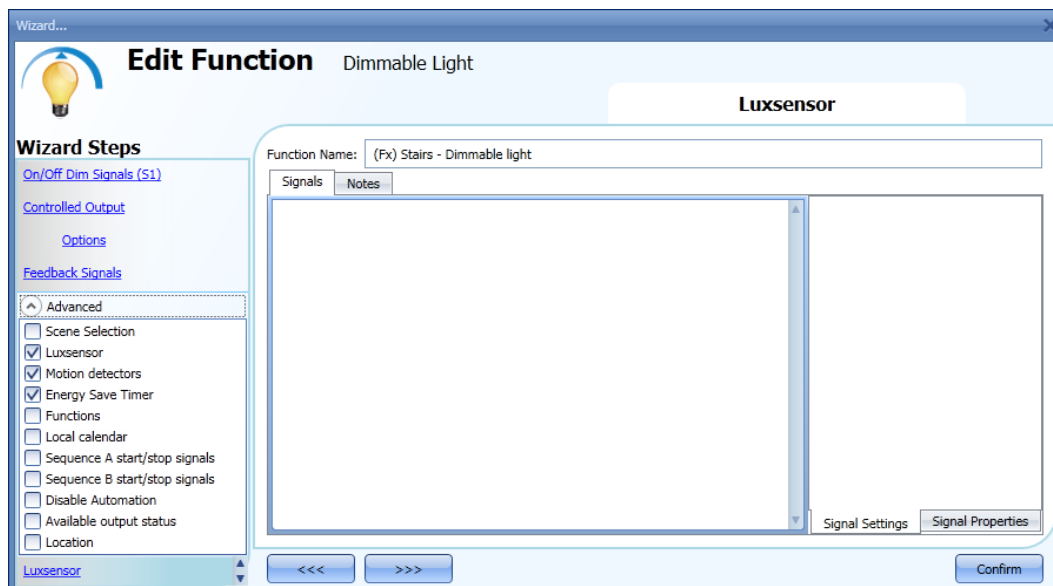 Wizard...
Edit Function Dimmable Light
Luxsensor
Wizard Steps
On/Off Dim Signals (S1)
Controlled Output
Options
Feedback Signals
Advanced
Scene Selection
Luxsensor
Motion detectors
Energy Save Timer
Functions
Local calendar
Sequence A start/stop signals
Sequence B start/stop signals
Disable Automation
Available output status
Location
Luxsensor
Function Name: (Fx) Stairs - Dimmable light
Signals Notes
Signal Settings Signal Properties
<<< >>> Confirm